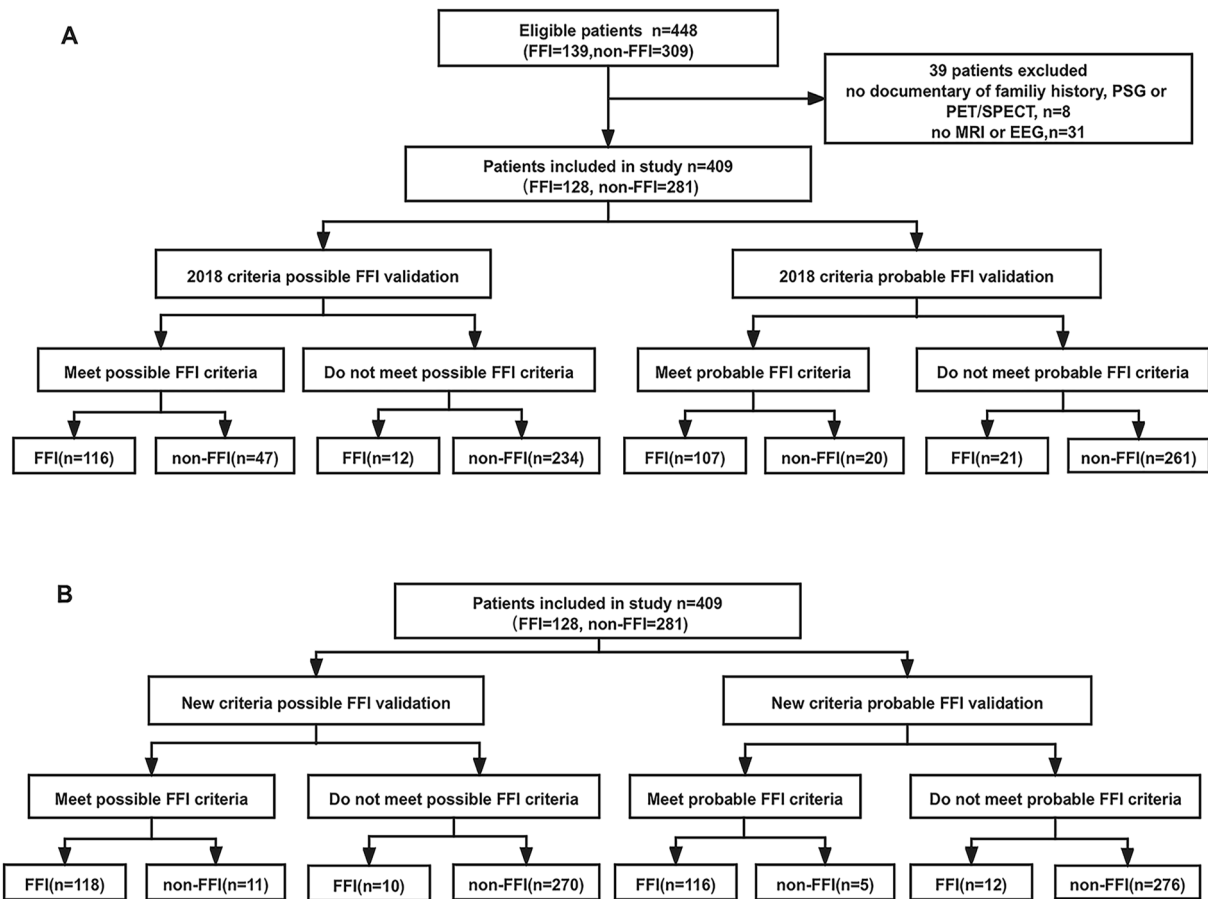 A
Eligible patients n=448
(FFI=139,non-FFI=309)
39 patients excluded
no documentary of familiy history, PSG or
PET/SPECT, n=8
no MRI or EEG,n=31
Patients included in study n=409
(FFI=128, non-FFI=281)
2018 criteria possible FFI validation
2018 criteria probable FFI validation
Meet possible FFI criteria
Do not meet possible FFI criteria
Meet probable FFI criteria
Do not meet probable FFI criteria
FFI(n=116)
non-FFI(n=47)
FFI(n=12)
non-FFI(n=234)
FFI(n=107)
non-FFI(n=20)
FFI(n=21)
non-FFI(n=261)
B
Patients included in study n=409
(FFI=128, non-FFI=281)
New criteria possible FFI validation
New criteria probable FFI validation
Meet possible FFI criteria
Do not meet possible FFI criteria
Meet probable FFI criteria
Do not meet probable FFI criteria
FFI(n=118)
non-FFI(n=11)
FFI(n=10)
non-FFI(n=270)
FFI(n=116)
non-FFI(n=5)
FFI(n=12)
non-FFI(n=276)